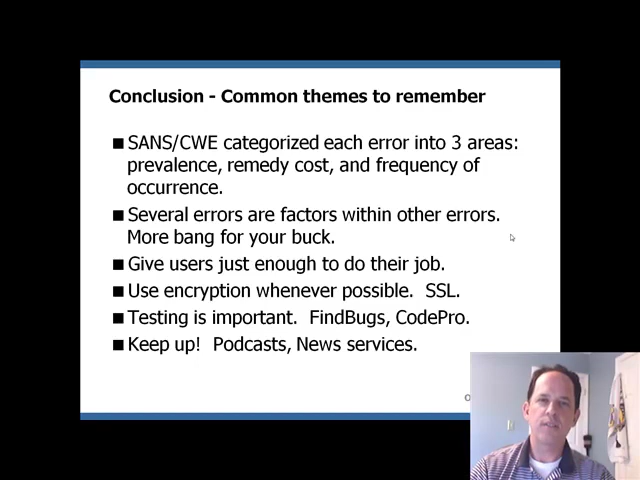 Conclusion - Common themes to remember
■ SANS/CWE categorized each error into 3 areas:
prevalence, remedy cost, and frequency of
occurrence.
■ Several errors are factors within other errors.
More bang for your buck.
■ Give users just enough to do their job.
■ Use encryption whenever possible.  SSL.
■ Testing is important.  FindBugs, CodePro.
■ Keep up!  Podcasts, News services.